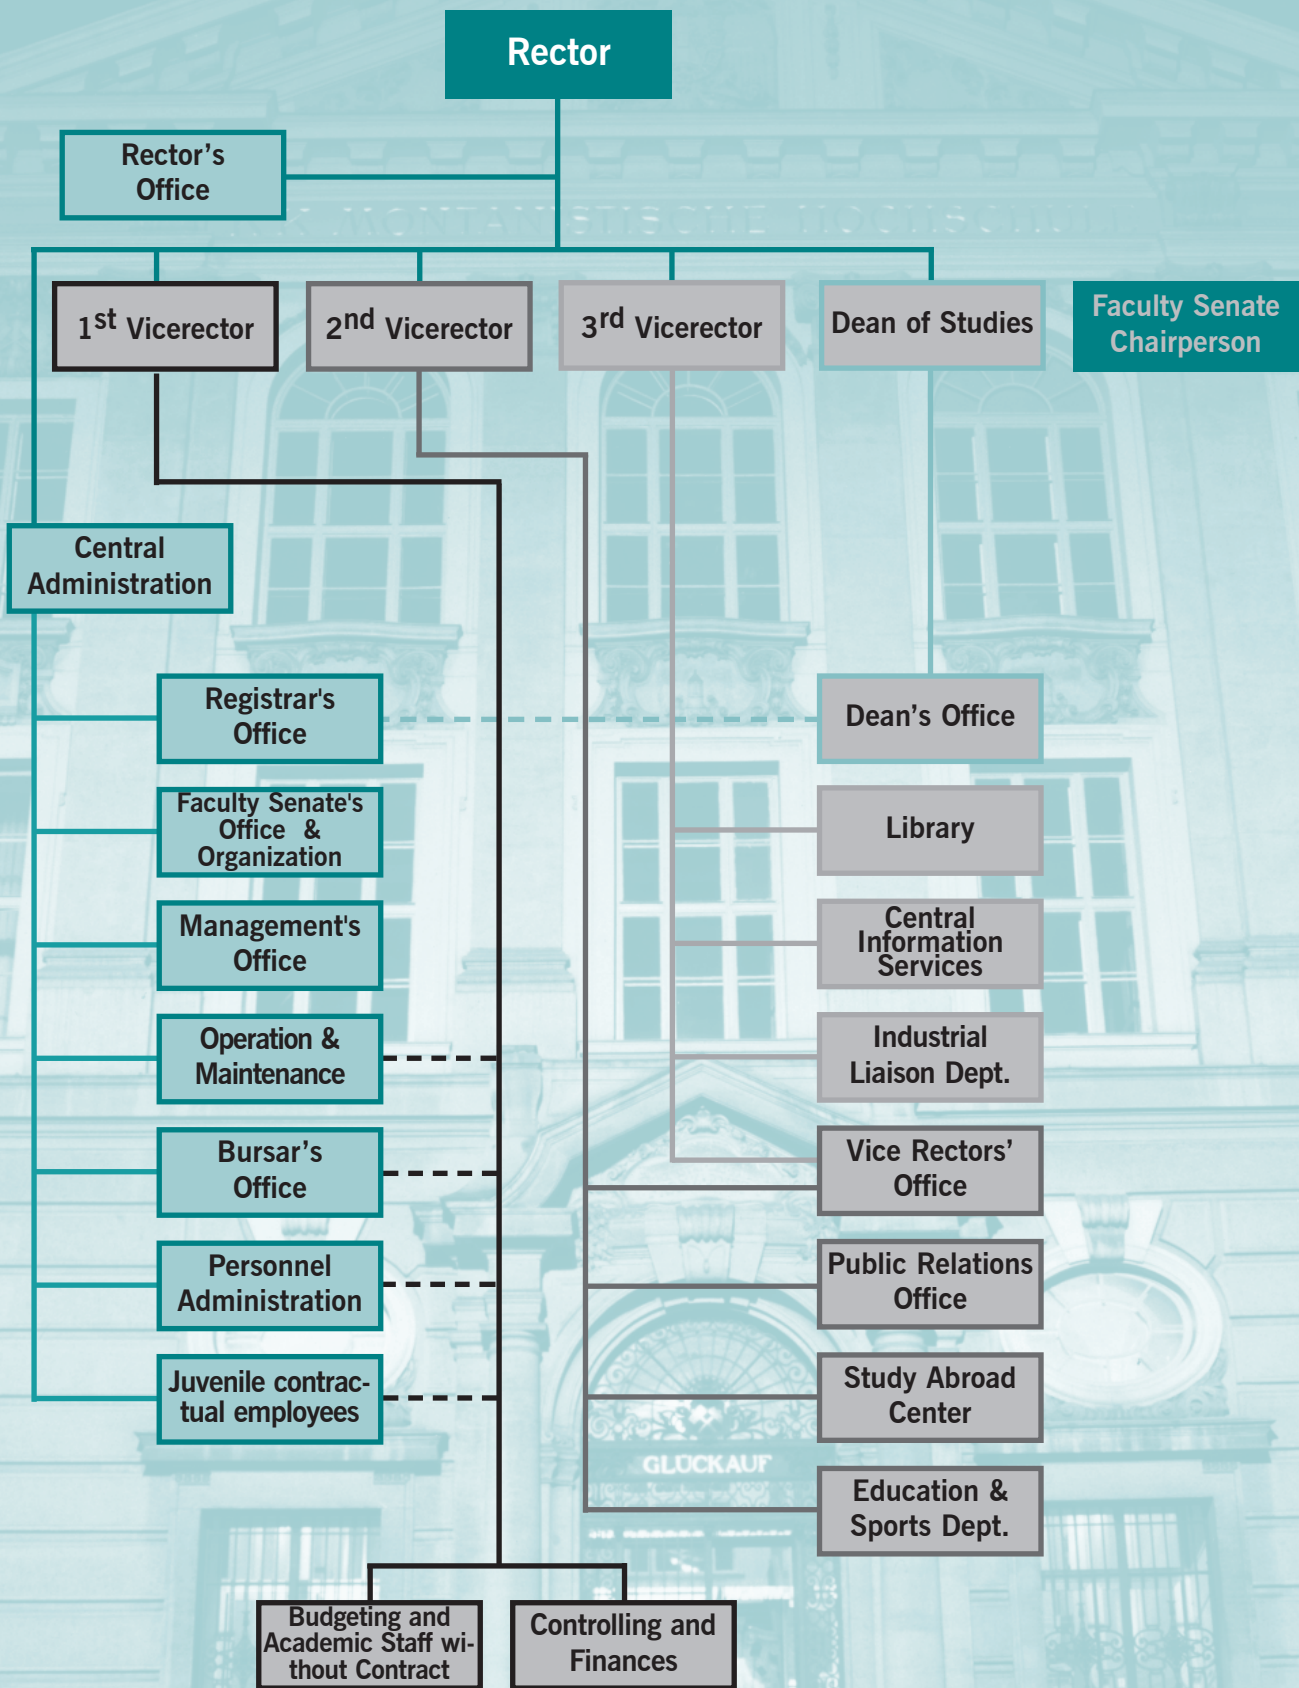 Rector
Rector's
Office
MONTANISTISCHE HOCHSCHUL
1st Vicerector
2nd Vicerector
3rd Vicerector
Dean of Studies
Faculty Senate
Chairperson
Central
Administration
Registrar's
Office
Dean's Office
Faculty Senate's
Office &
Organization
Library
Management's
Office
Central
Information
Services
Operation &
Maintenance
Industrial
Liaison Dept.
Bursar's
Office
Vice Rectors'
Office
Personnel
Administration
Public Relations
Office
Juvenile contrac-
tual employees
Study Abroad
Center
GLÜCKAUF
Education &
Sports Dept.
Budgeting and
Academic Staff wi-
thout Contract
Controlling and
Finances